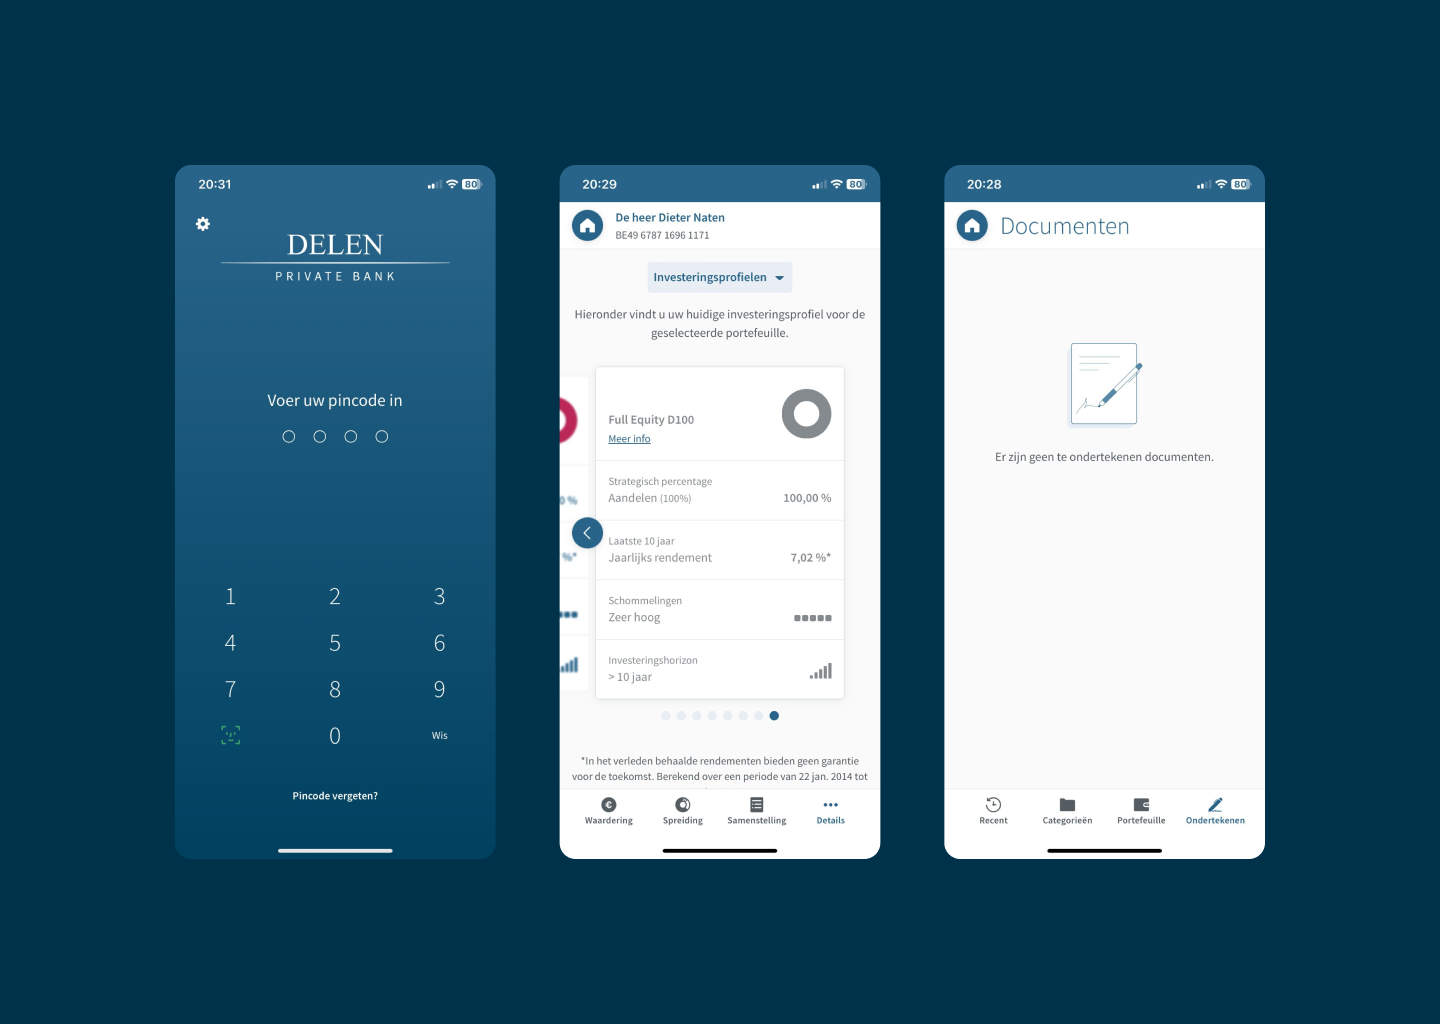 20:31
80
DELEN
PRIVATE BANK
Voer uw pincode in
1 2 3
4 5 6
7 8 9
0 Wis
Pincode vergeten?
20:29
80
De heer Dieter Naten
BE49 6787 1696 1171
Investeringsprofielen
Hieronder vindt u uw huidige investeringsprofiel voor de
geselecteerde portefeuille.
Full Equity D100
Meer info
0 %
Strategisch percentage
Aandelen (100%) 100,00 %
%*
Laatste 10 jaar
Jaarlijks rendement 7,02 %*
Schommelingen
Zeer hoog
Investeringshorizon
> 10 jaar
*In het verleden behaalde rendementen bieden geen garantie
voor de toekomst. Berekend over een periode van 22 jan. 2014 tot
Waardering Spreiding Samenstelling Details
20:28
80
Documenten
Er zijn geen te ondertekenen documenten.
Recent Categorieën Portefeuille Ondertekenen